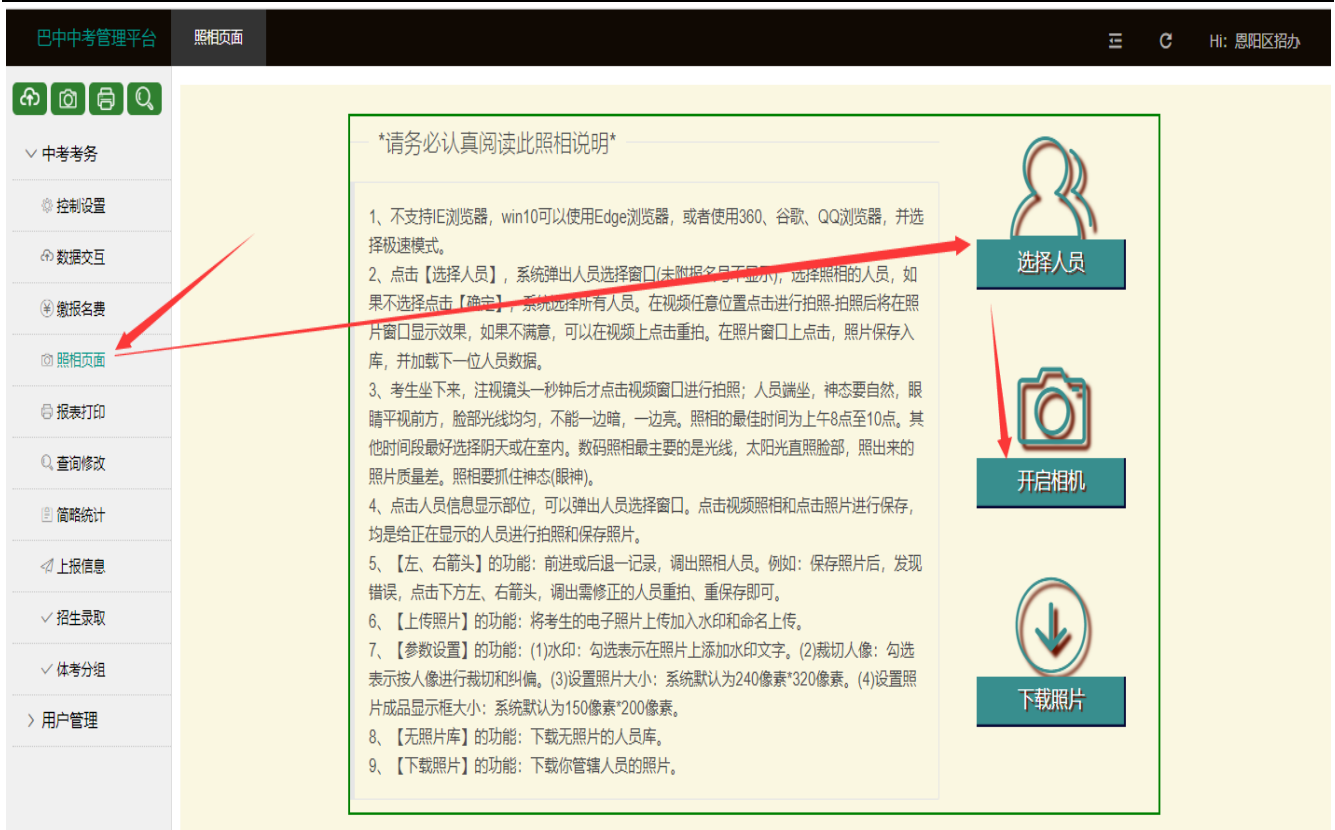 巴中中考管理平台
照相页面
Hi: 恩阳区招办
中考考务
控制设置
数据交互
缴报名费
照相页面
报表打印
查询修改
简略统计
上报信息
招生录取
体考分组
用户管理
*请务必认真阅读此照相说明*
1、不支持IE浏览器，win10可以使用Edge浏览器，或者使用360、谷歌、QQ浏览器，并选
择极速模式。
2、点击【选择人员】，系统弹出人员选择窗口(未附报名号不显示)，选择照相的人员，如
果不选择点击【确定】，系统选择所有人员。在视频任意位置点击进行拍照-拍照后将在照
片窗口显示效果，如果不满意，可以在视频上点击重拍。在照片窗口上点击，照片保存入
库，并加载下一位人员数据。
3、考生坐下来，注视镜头一秒钟后才点击视频窗口进行拍照；人员端坐，神态要自然，眼
睛平视前方，脸部光线均匀，不能一边暗，一边亮。照相的最佳时间为上午8点至10点。其
他时间段最好选择阴天或在室内。数码照相最主要的是光线，太阳光直照脸部，照出来的
照片质量差。照相要抓住神态(眼神)。
4、点击人员信息显示部位，可以弹出人员选择窗口。点击视频照相和点击照片进行保存，
均是给正在显示的人员进行拍照和保存照片。
5、【左、右箭头】的功能：前进或后退一记录，调出照相人员。例如：保存照片后，发现
错误，点击下方左、右箭头，调出需修正的人员重拍、重保存即可。
6、【上传照片】的功能：将考生的电子照片上传加入水印和命名上传。
7、【参数设置】的功能：(1)水印：勾选表示在照片上添加水印文字。(2)裁切人像：勾选
表示按人像进行裁切和纠偏。(3)设置照片大小：系统默认为240像素*320像素。(4)设置照
片成品显示框大小：系统默认为150像素*200像素。
8、【无照片库】的功能：下载无照片的人员库。
9、【下载照片】的功能：下载你管辖人员的照片。
选择人员
开启相机
下载照片